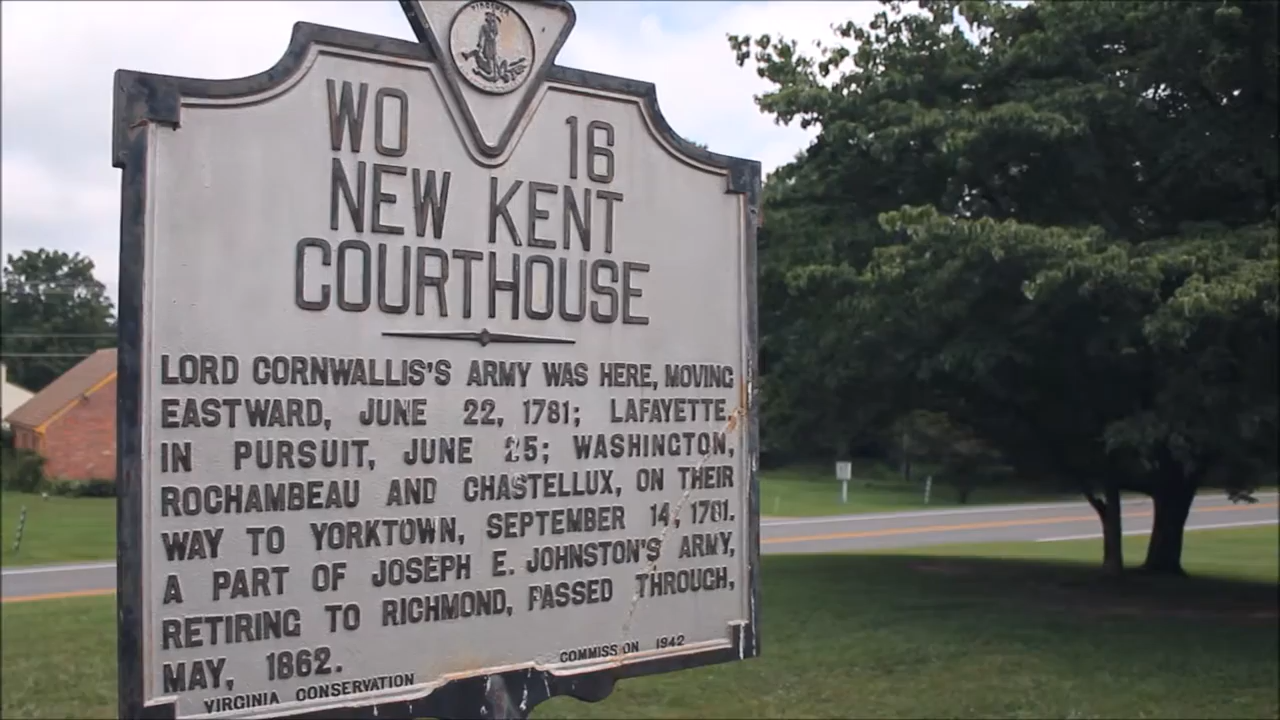 VIRGINIA
WO 16
NEW KENT
COURTHOUSE
LORD CORNWALLIS'S ARMY WAS HERE, MOVING
EASTWARD, JUNE 22, 1781; LAFAYETTE,
IN PURSUIT, JUNE 25; WASHINGTON,
ROCHAMBEAU AND CHASTELLUX, ON THEIR
WAY TO YORKTOWN, SEPTEMBER 14, 1781.
A PART OF JOSEPH E. JOHNSTON'S ARMY,
RETIRING TO RICHMOND, PASSED THROUGH,
MAY, 1862.
VIRGINIA CONSERVATION COMMISSION 1942